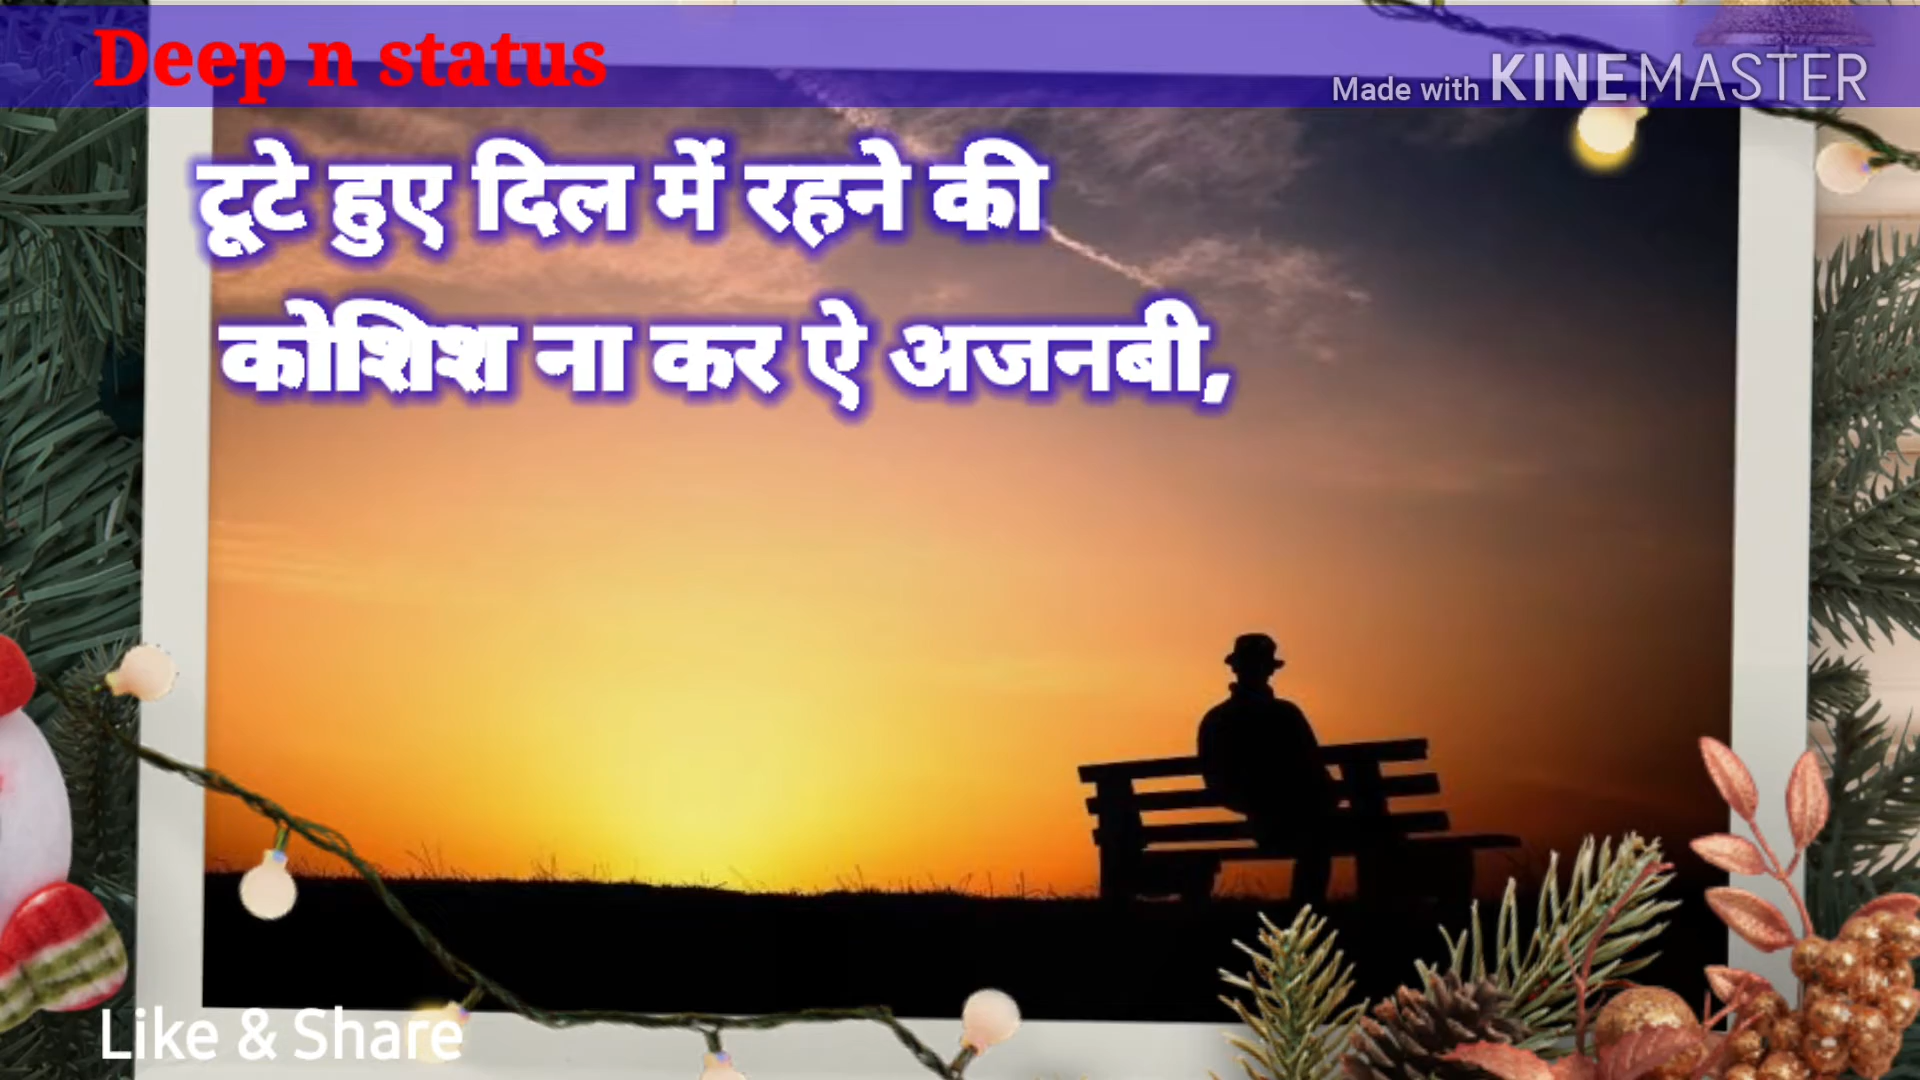 Deep n status
Made with KINEMASTER
टूटे हुए दिल में रहने की
कोशिश ना कर ऐ अजनबी,
Like & Share